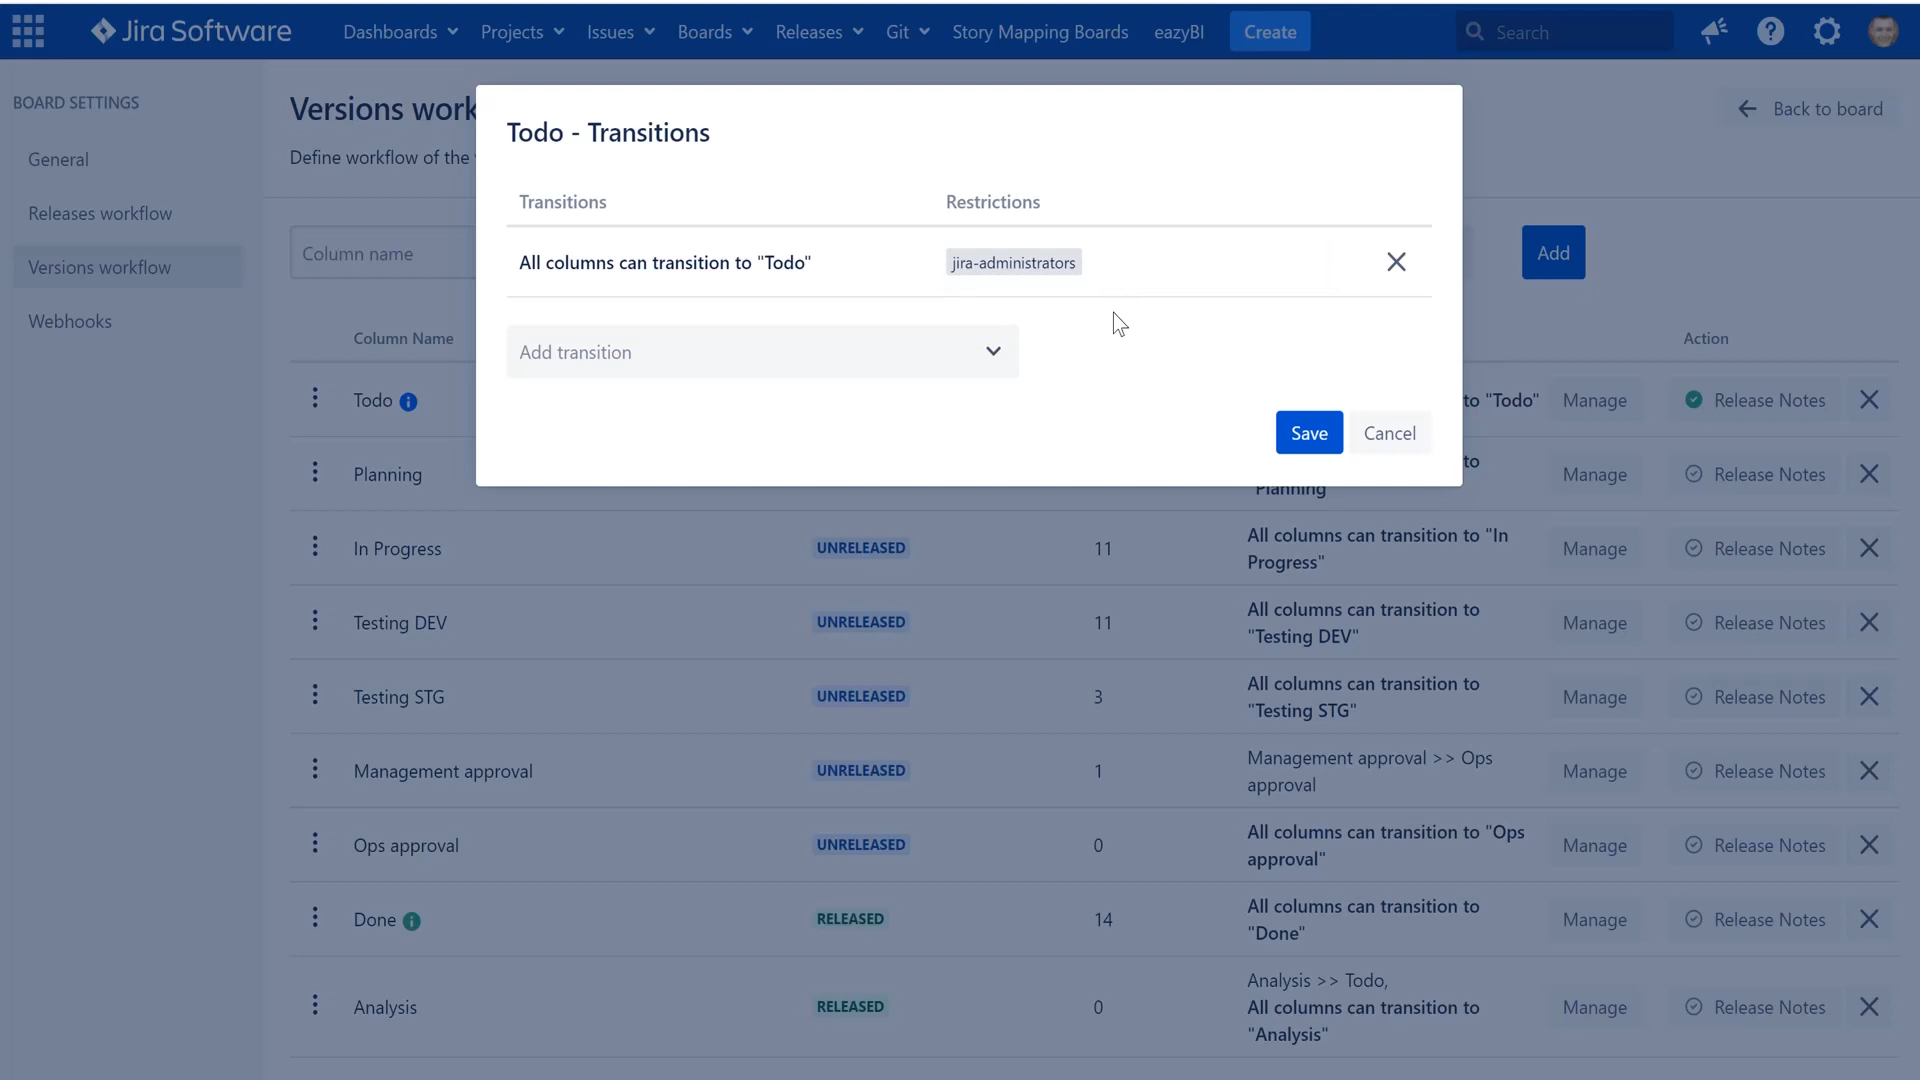 Jira Software Dashboards Projects Issues Boards Releases Git Story Mapping Boards eazyBI Create Search
BOARD SETTINGS
General
Releases workflow
Versions workflow
Webhooks
Versions work
Define workflow of the
Back to board
Column name
Add
Todo - Transitions
Transitions Restrictions
All columns can transition to "Todo" jira-administrators
Add transition
Save Cancel
Column Name Action
Todo to "Todo" Manage Release Notes
Planning to Manage Release Notes
"Planning
In Progress UNRELEASED 11 All columns can transition to "In Manage Release Notes
Progress"
Testing DEV UNRELEASED 11 All columns can transition to Manage Release Notes
"Testing DEV"
Testing STG UNRELEASED 3 All columns can transition to Manage Release Notes
"Testing STG"
Management approval UNRELEASED 1 Management approval >> Ops Manage Release Notes
approval
Ops approval UNRELEASED 0 All columns can transition to "Ops Manage Release Notes
approval"
Done RELEASED 14 All columns can transition to Manage Release Notes
"Done"
Analysis RELEASED 0 Analysis >> Todo, Manage Release Notes
All columns can transition to
"Analysis"